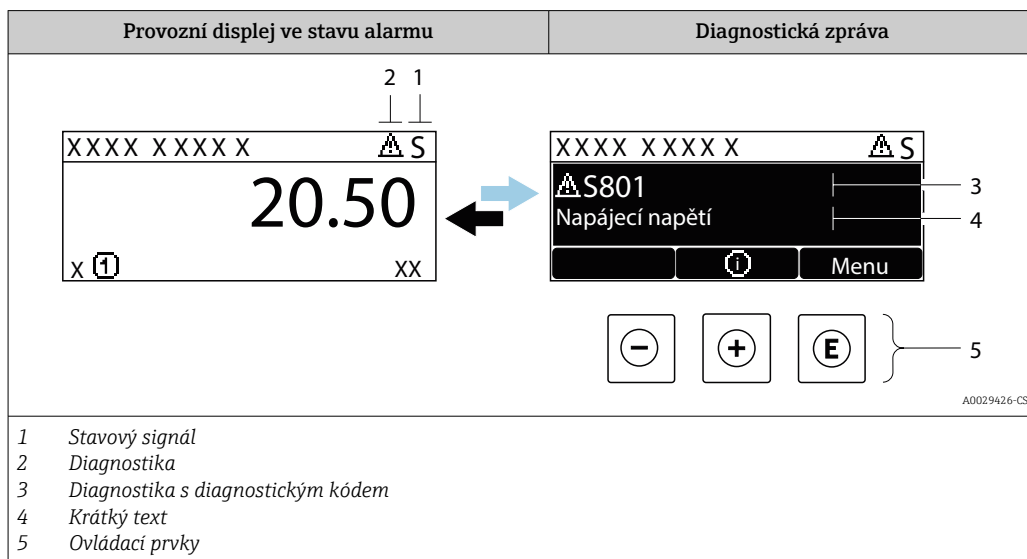 Provozní displej ve stavu alarmu
Diagnostická zpráva
2 1
XXXX XXXXX S
20.50
X 1 XX
XXXX XXXXX S
S801
Napájecí napětí
i Menu
3
4
- + E
5
A0029426-CS
1 Stavový signál
2 Diagnostika
3 Diagnostika s diagnostickým kódem
4 Krátký text
5 Ovládací prvky